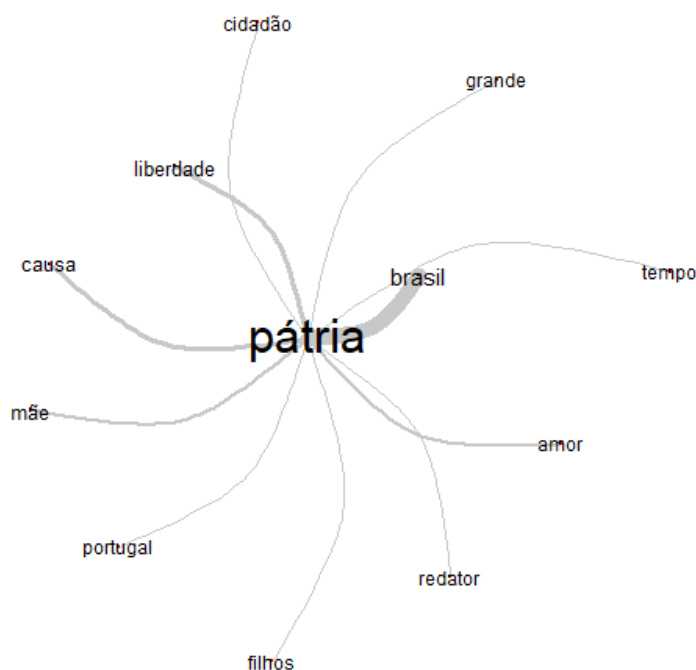 cidadão
grande
liberdade
causa
brasil
tempo
pátria
mãe
amor
portugal
redator
filhos